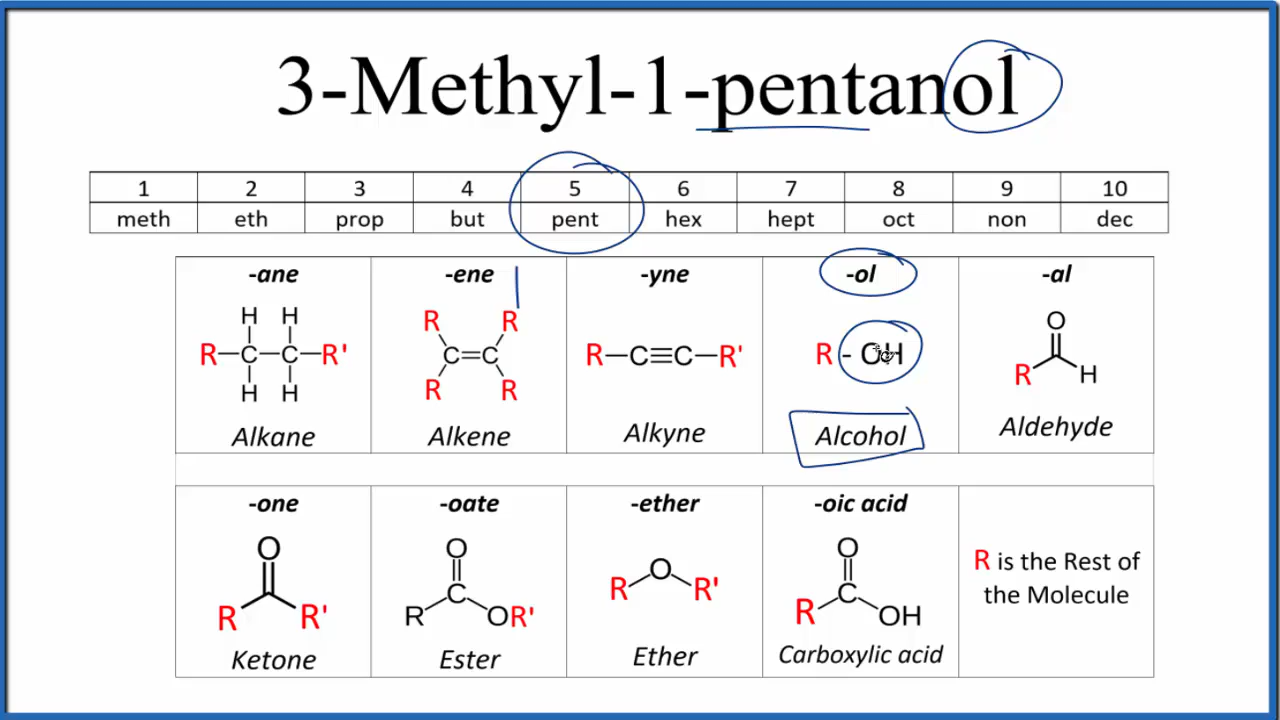 3-Methyl-1-pentanol
1 2 3 4 5 6 7 8 9 10
meth eth prop but pent hex hept oct non dec
-ane -ene -yne -ol -al
H H
R C C R'
H H
Alkane
R R
C C
R R
Alkene
R C C R'
Alkyne
R - OH
Alcohol
O
R H
Aldehyde
-one -oate -ether -oic acid
O
R R'
Ketone
O
C
R OR'
Ester
O
R R'
Ether
O
C
R OH
Carboxylic acid
R is the Rest of
the Molecule